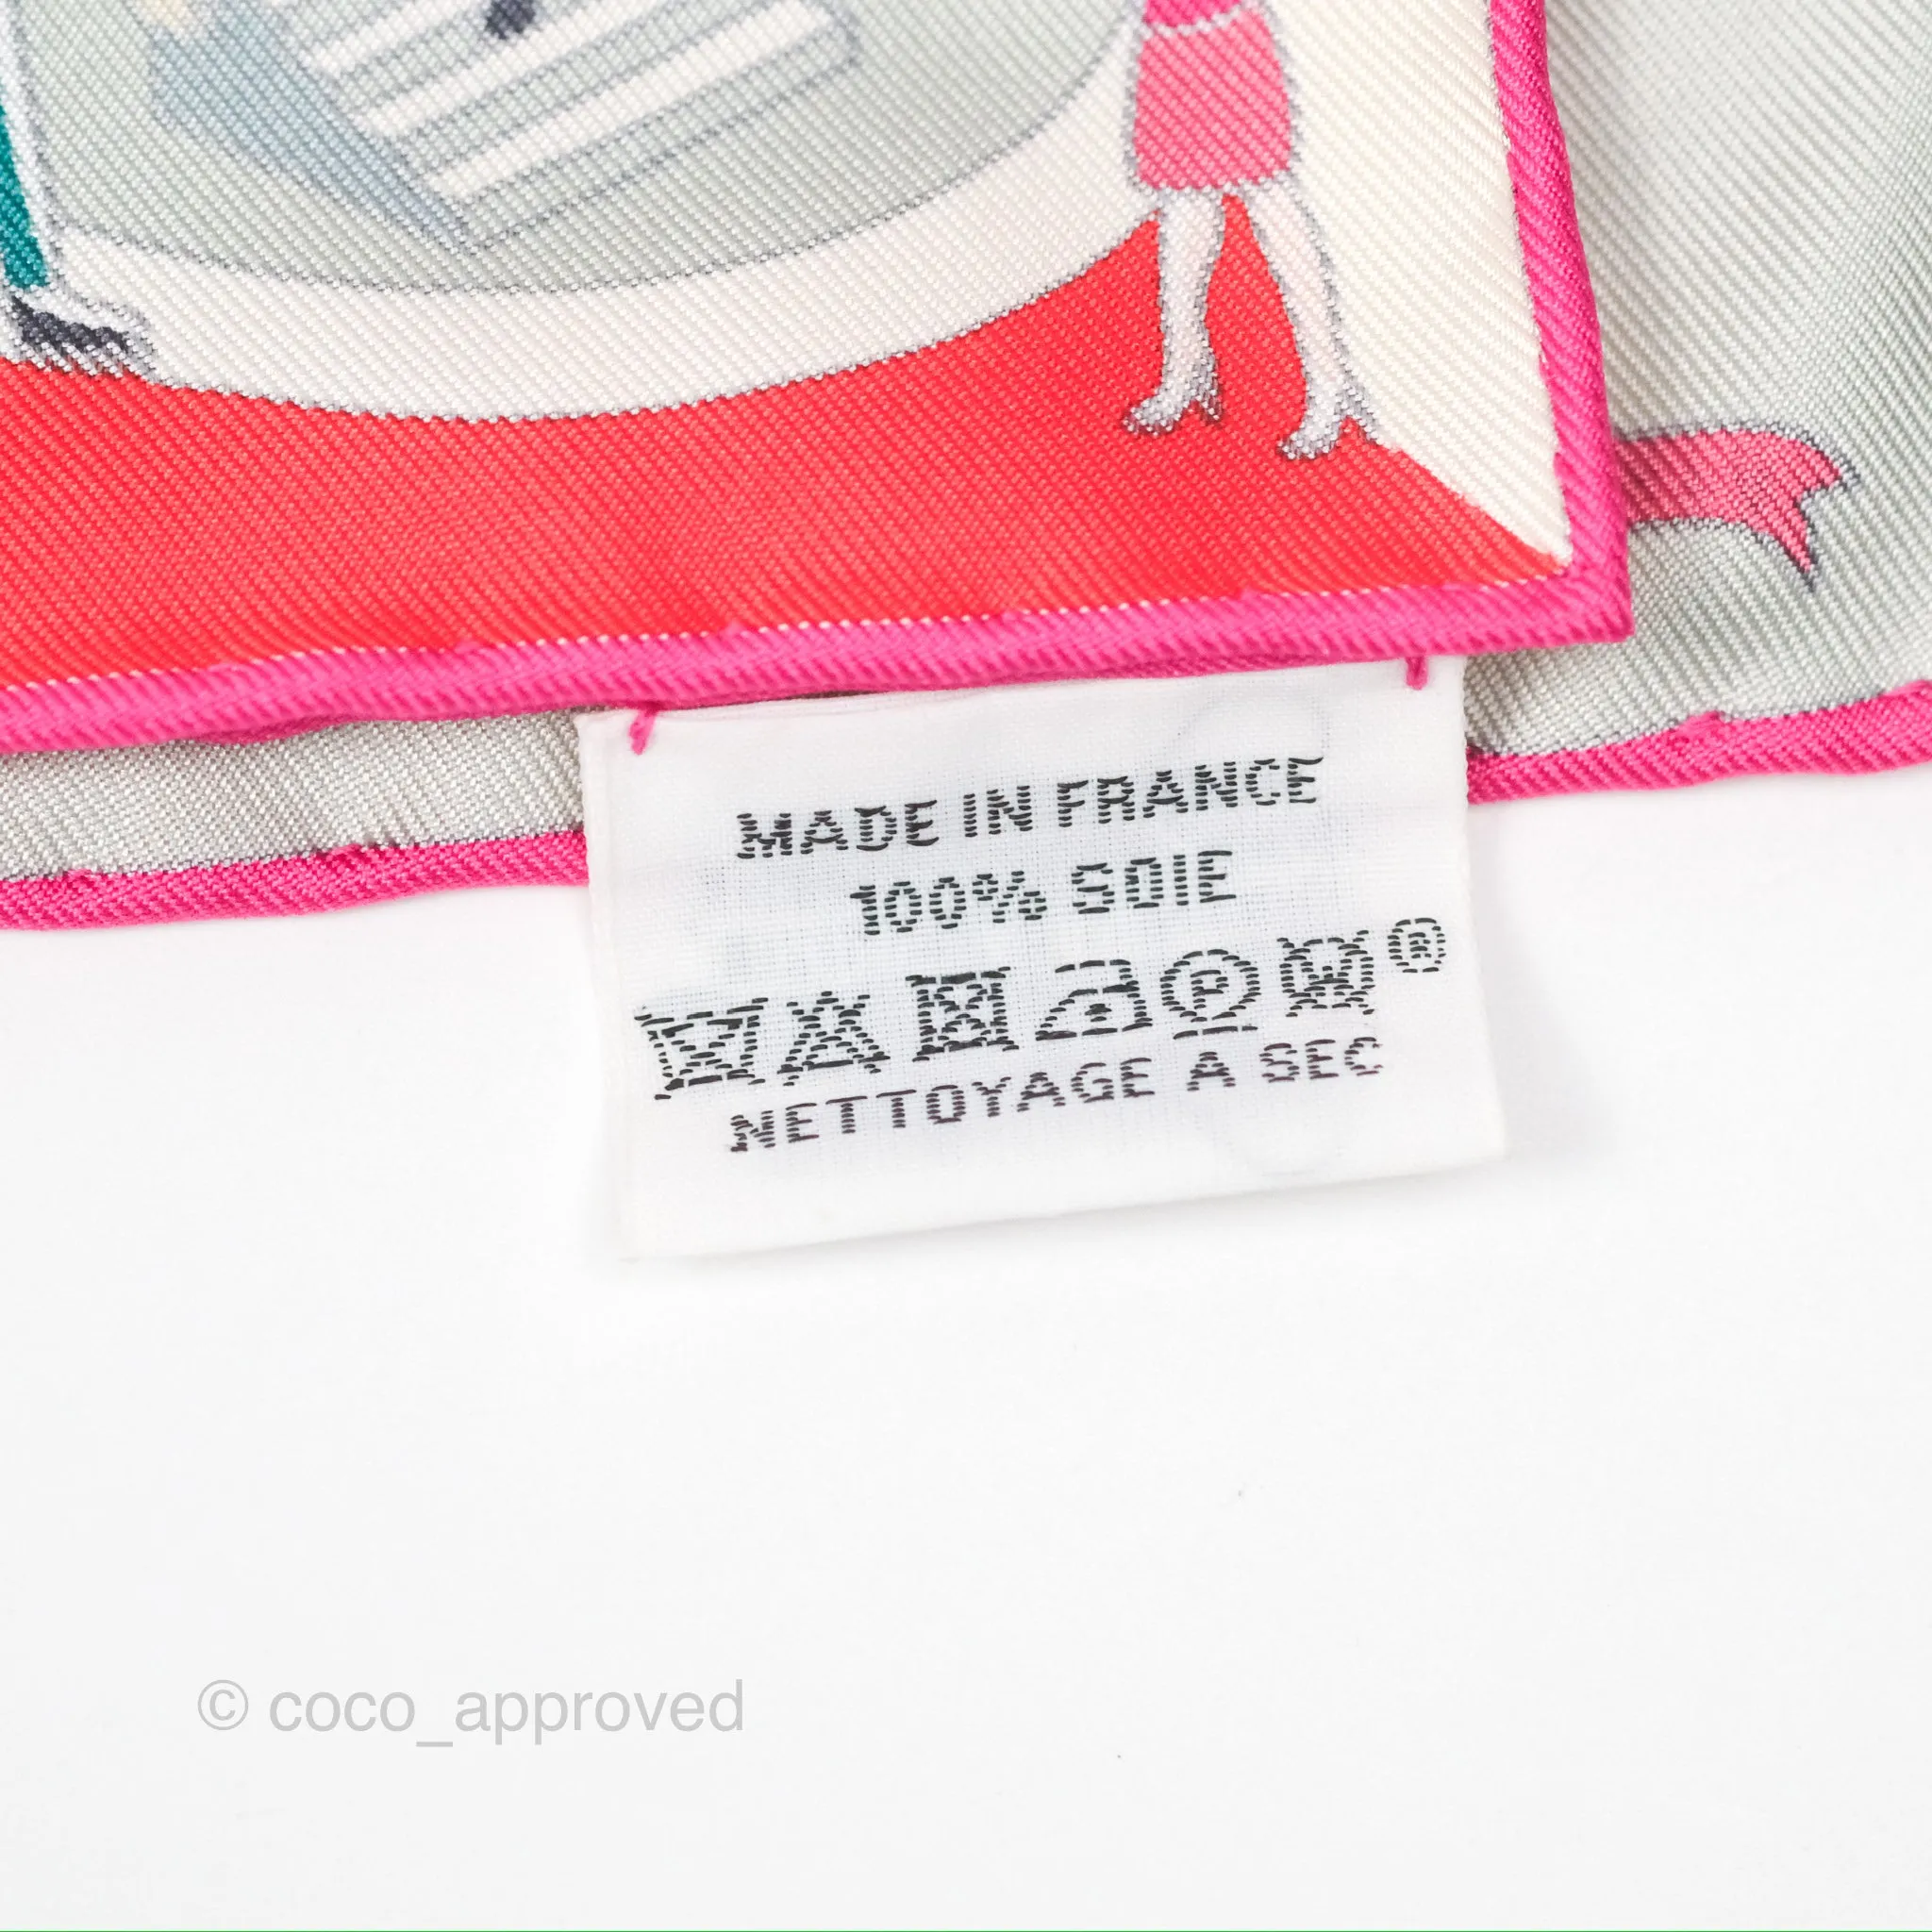 MADE IN FRANCE
100% SOIE
P ®
NETTOYAGE A SEC
© coco_approved